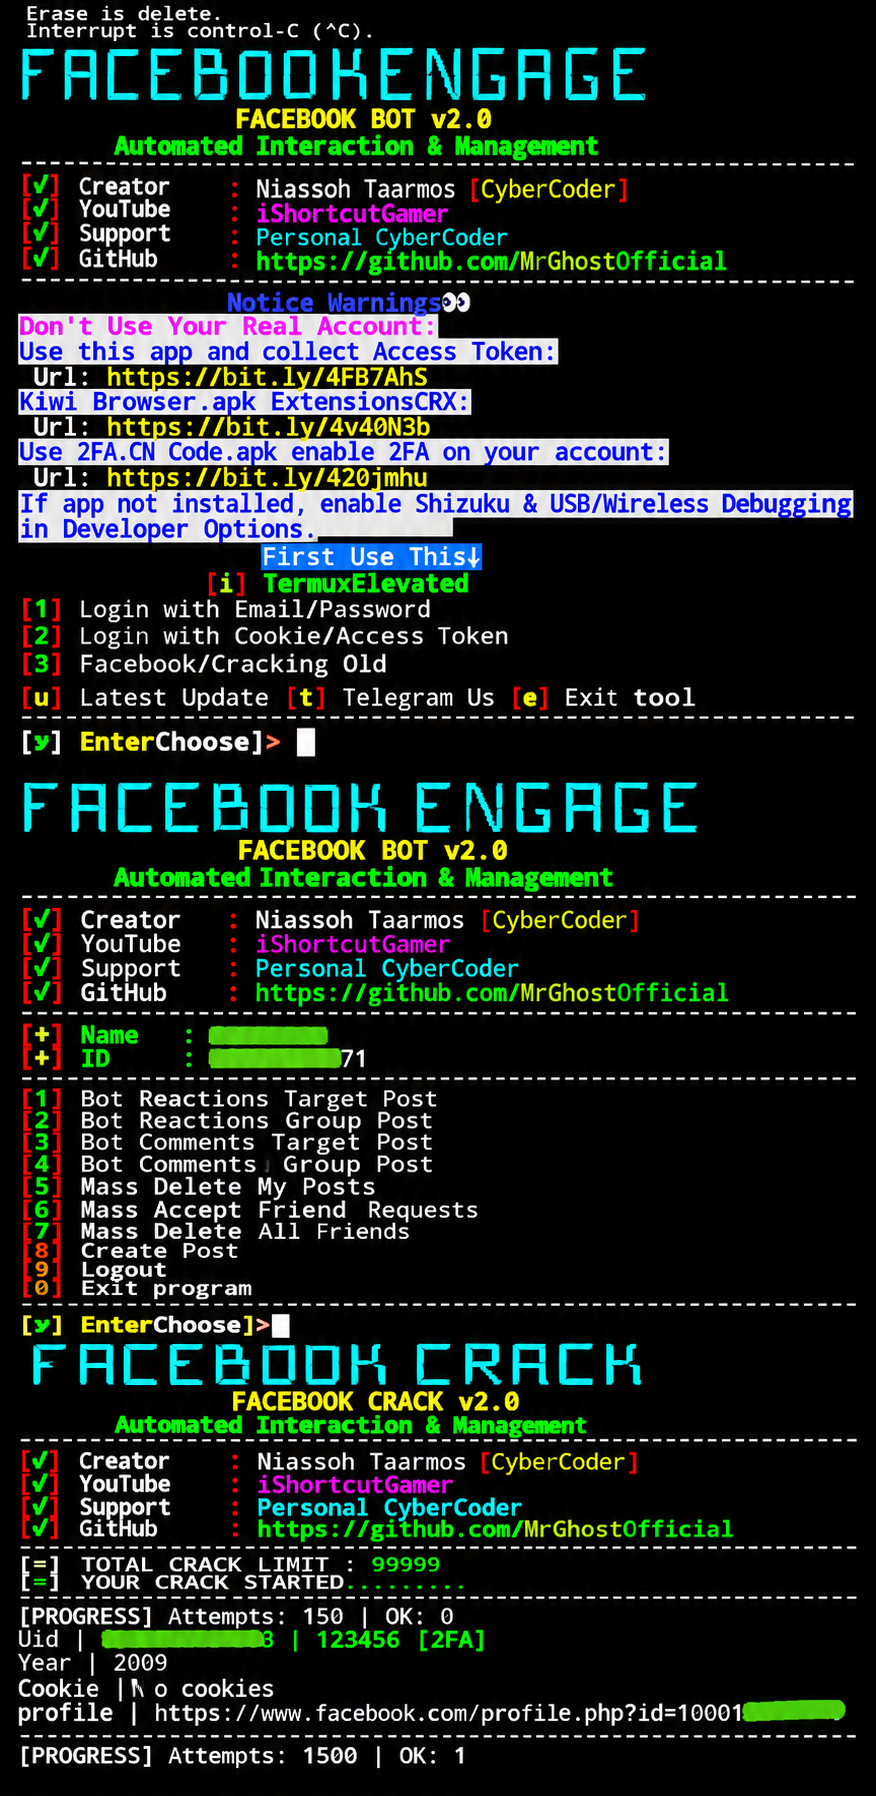 Erase is delete.
Interrupt is control-C (^C).
FACEBOOKENGAGE
FACEBOOK BOT v2.0
Automated Interaction & Management
[✓] Creator : Niassoh Taarmos [CyberCoder]
[✓] YouTube : iShortcutGamer
[✓] Support : Personal CyberCoder
[✓] GitHub : https://github.com/MrGhostOfficial
Notice Warnings👀
Don't Use Your Real Account:
Use this app and collect Access Token:
Url: https://bit.ly/4FB7AhS
Kiwi Browser.apk ExtensionsCRX:
Url: https://bit.ly/4v40N3b
Use 2FA.CN Code.apk enable 2FA on your account:
Url: https://bit.ly/420jmhu
If app not installed, enable Shizuku & USB/Wireless Debugging
in Developer Options.
First Use This↓
[i] TermuxElevated
[1] Login with Email/Password
[2] Login with Cookie/Access Token
[3] Facebook/Cracking Old
[u] Latest Update [t] Telegram Us [e] Exit tool
[y] EnterChoose]>
FACEBOOK ENGAGE
FACEBOOK BOT v2.0
Automated Interaction & Management
[✓] Creator : Niassoh Taarmos [CyberCoder]
[✓] YouTube : iShortcutGamer
[✓] Support : Personal CyberCoder
[✓] GitHub : https://github.com/MrGhostOfficial
[+] Name :
[+] ID : 71
[1] Bot Reactions Target Post
[2] Bot Reactions Group Post
[3] Bot Comments Target Post
[4] Bot Comments Group Post
[5] Mass Delete My Posts
[6] Mass Accept Friend Requests
[7] Mass Delete All Friends
[8] Create Post
[9] Logout
[0] Exit program
[y] EnterChoose]>
FACEBOOK CRACK
FACEBOOK CRACK v2.0
Automated Interaction & Management
[✓] Creator : Niassoh Taarmos [CyberCoder]
[✓] YouTube : iShortcutGamer
[✓] Support : Personal CyberCoder
[✓] GitHub : https://github.com/MrGhostOfficial
[=] TOTAL CRACK LIMIT : 99999
[=] YOUR CRACK STARTED.........
[PROGRESS] Attempts: 150 | OK: 0
Uid | 3 | 123456 [2FA]
Year | 2009
Cookie | No cookies
profile | https://www.facebook.com/profile.php?id=10001
[PROGRESS] Attempts: 1500 | OK: 1